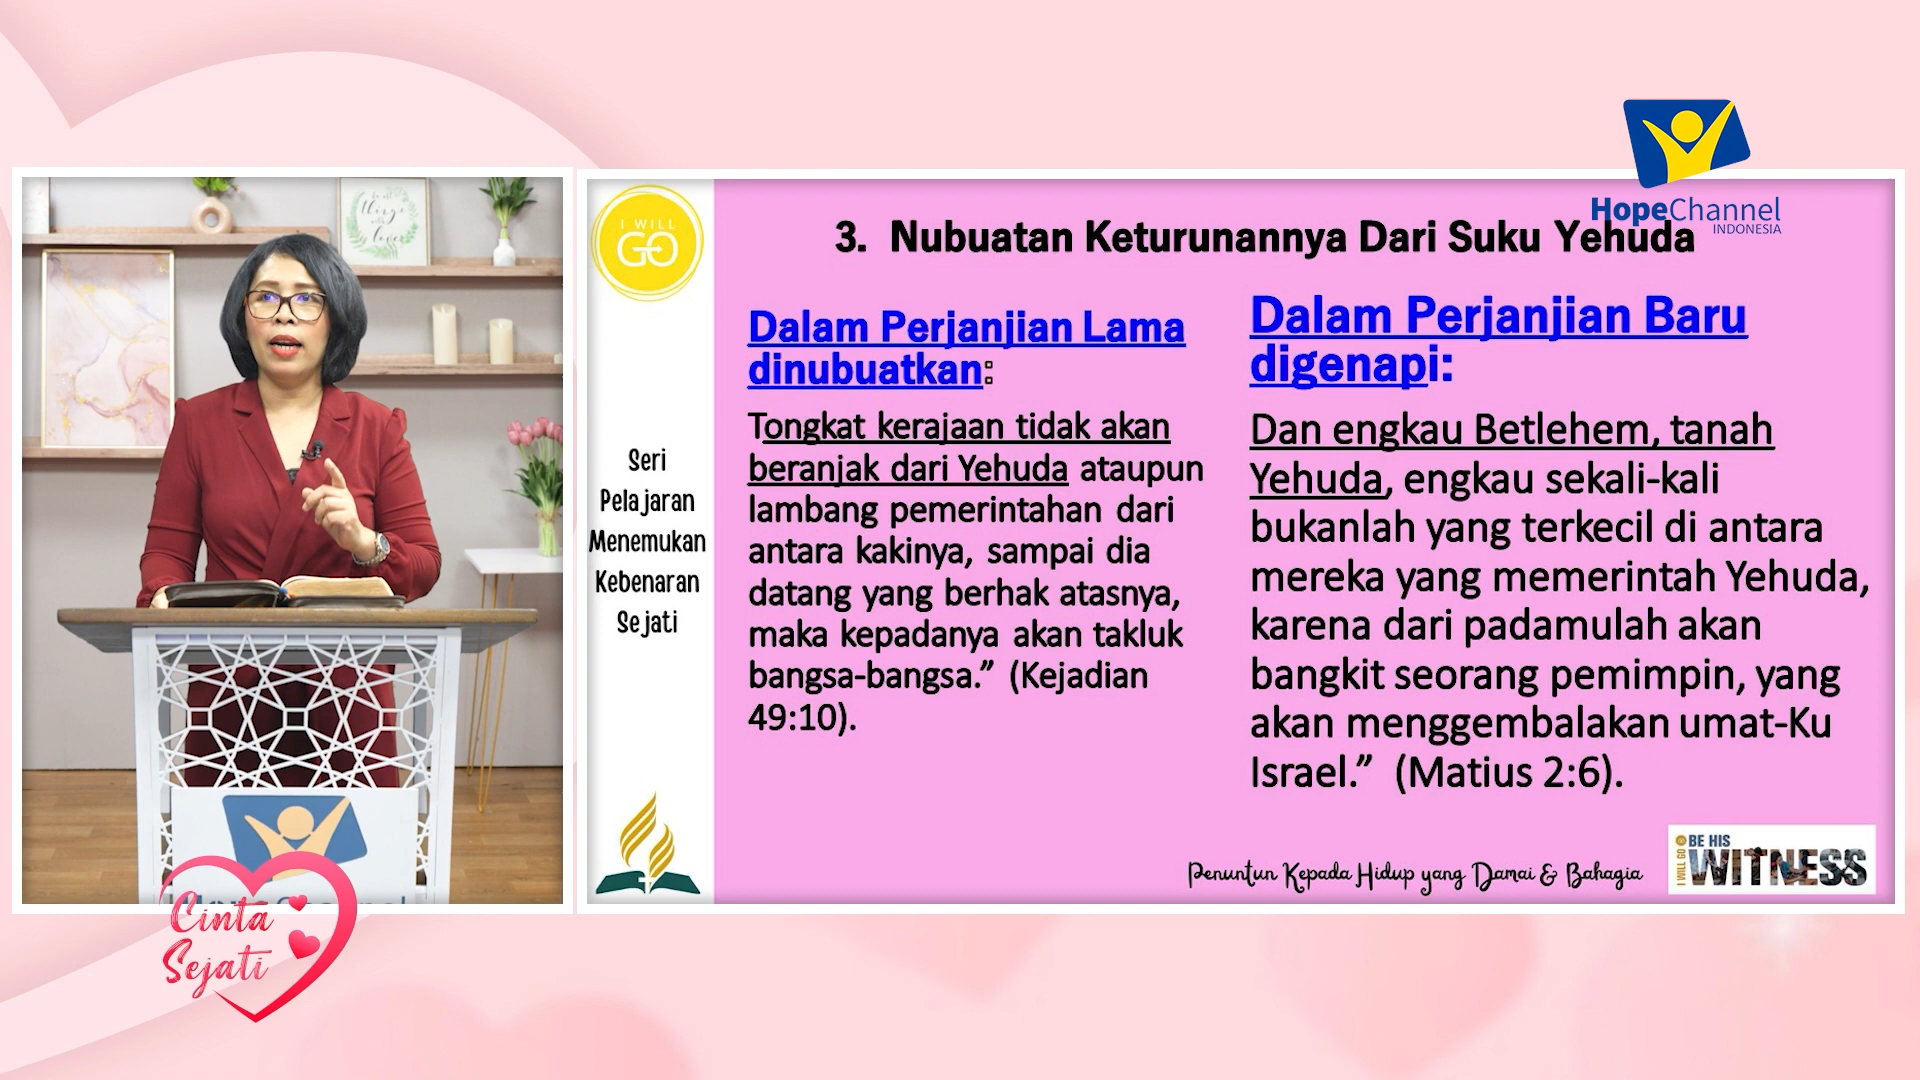 HopeChannel
INDONESIA
I WILL
GO
Seri
Pelajaran
Menemukan
Kebenaran
Sejati
3. Nubuatan Keturunannya Dari Suku Yehuda
Dalam Perjanjian Lama
dinubuatkan:
Tongkat kerajaan tidak akan
beranjak dari Yehuda ataupun
lambang pemerintahan dari
antara kakinya, sampai dia
datang yang berhak atasnya,
maka kepadanya akan takluk
bangsa-bangsa.” (Kejadian
49:10).
Dalam Perjanjian Baru
digenapi:
Dan engkau Betlehem, tanah
Yehuda, engkau sekali-kali
bukanlah yang terkecil di antara
mereka yang memerintah Yehuda,
karena dari padamulah akan
bangkit seorang pemimpin, yang
akan menggembalakan umat-Ku
Israel.” (Matius 2:6).
Penuntun Kepada Hidup yang Damai & Bahagia
I WILL GO
BE HIS
WITNESS
Cinta
Sejati